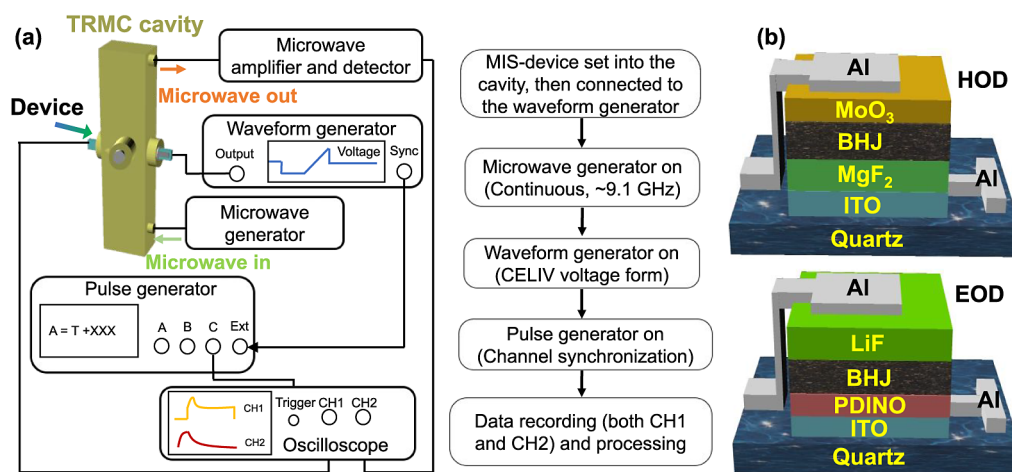 (a)
TRMC cavity
Microwave
amplifier and detector
Microwave out
Device
Waveform generator
Output
Voltage
Sync
Microwave
generator
Microwave in
Pulse generator
A = T +XXX
A
B
C
Ext
CH1
CH2
Trigger
CH1
CH2
Oscilloscope
MIS-device set into the
cavity, then connected to
the waveform generator
Microwave generator on
(Continuous, ~9.1 GHz)
Waveform generator on
(CELIV voltage form)
Pulse generator on
(Channel synchronization)
Data recording (both CH1
and CH2) and processing
(b)
HOD
Al
MoO₃
BHJ
MgF₂
Al
ITO
Quartz
EOD
Al
LiF
BHJ
PDINO
Al
ITO
Quartz